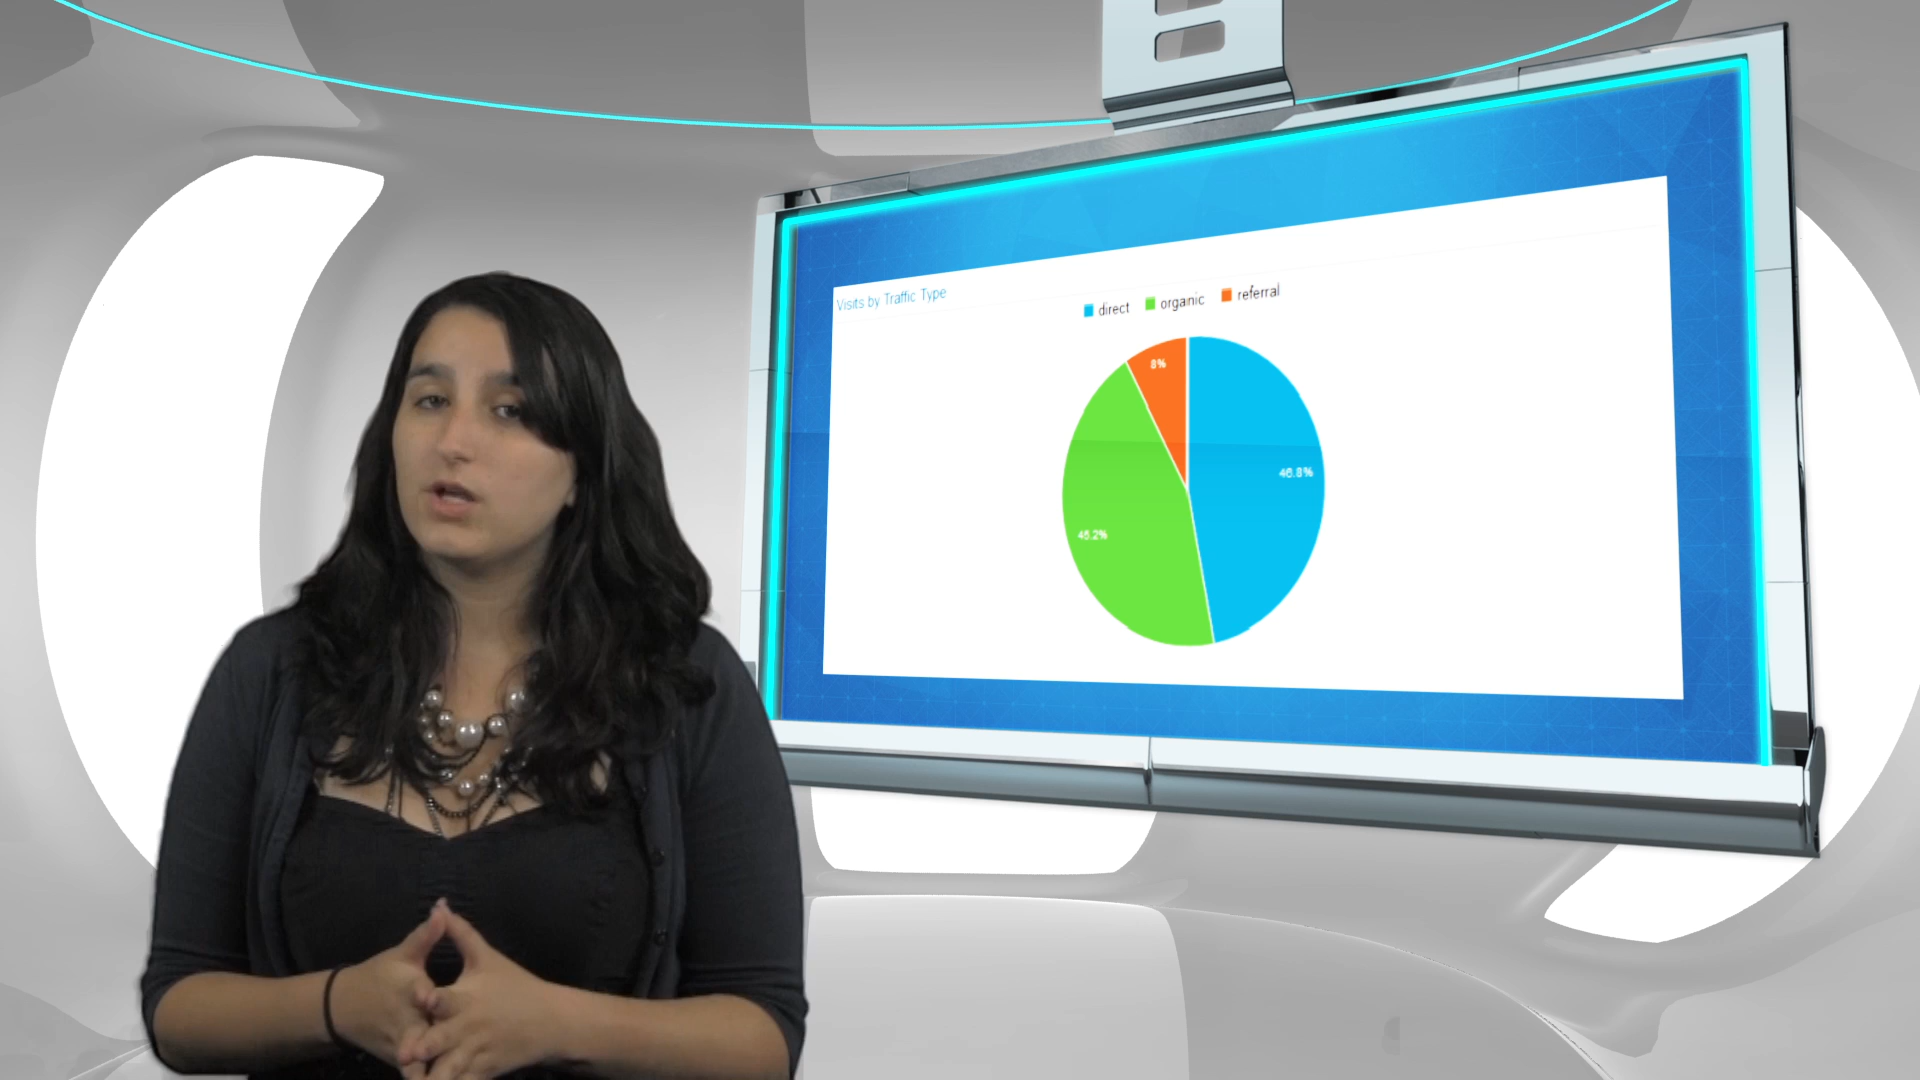 Visits by Traffic Type
direct organic referral
8%
46.8%
45.2%